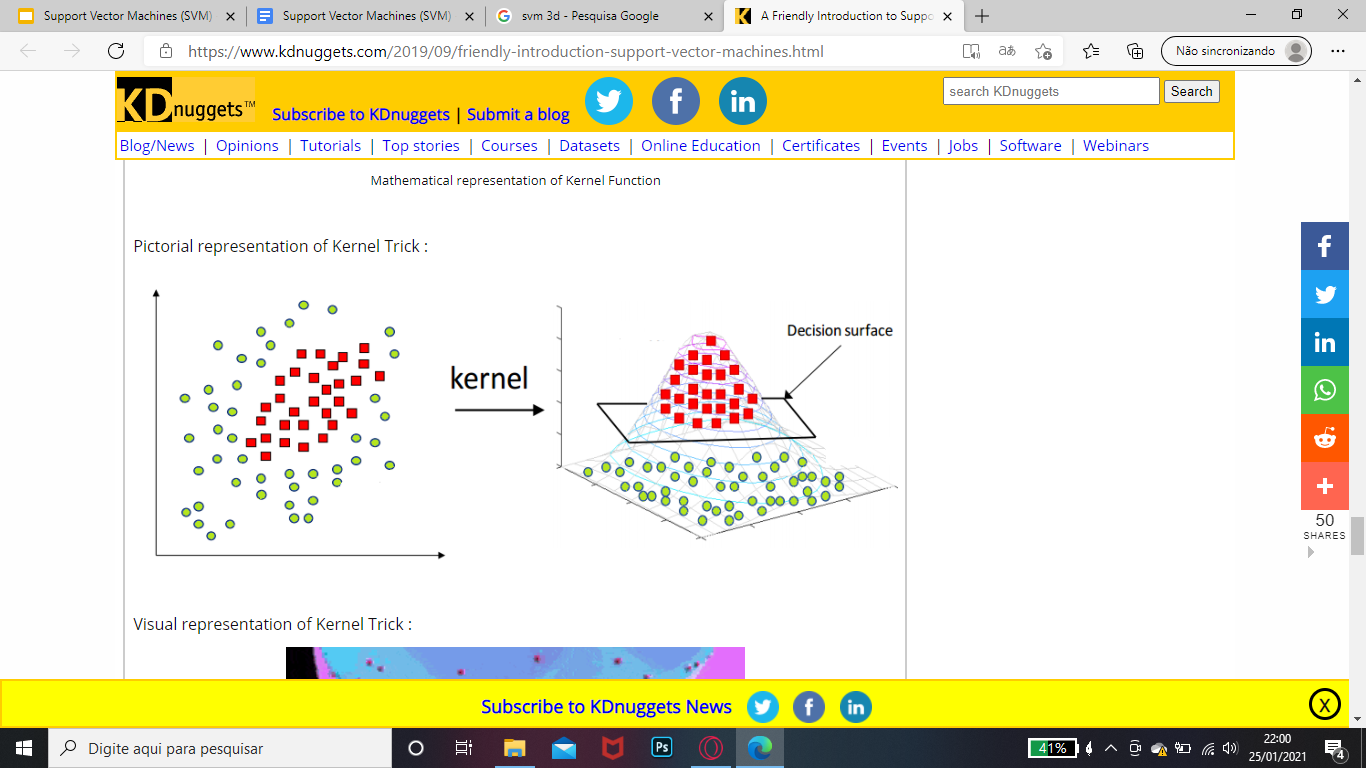 Support Vector Machines (SVM)
Support Vector Machines (SVM)
svm 3d - Pesquisa Google
A Friendly Introduction to Suppo
https://www.kdnuggets.com/2019/09/friendly-introduction-support-vector-machines.html
Não sincronizando
KDnuggets™
Subscribe to KDnuggets | Submit a blog
search KDnuggets
Search
Blog/News | Opinions | Tutorials | Top stories | Courses | Datasets | Online Education | Certificates | Events | Jobs | Software | Webinars
Mathematical representation of Kernel Function
Pictorial representation of Kernel Trick :
Decision surface
kernel
50
SHARES
Visual representation of Kernel Trick :
Subscribe to KDnuggets News
X
Digite aqui para pesquisar
Ps
41%
22:00
25/01/2021
4